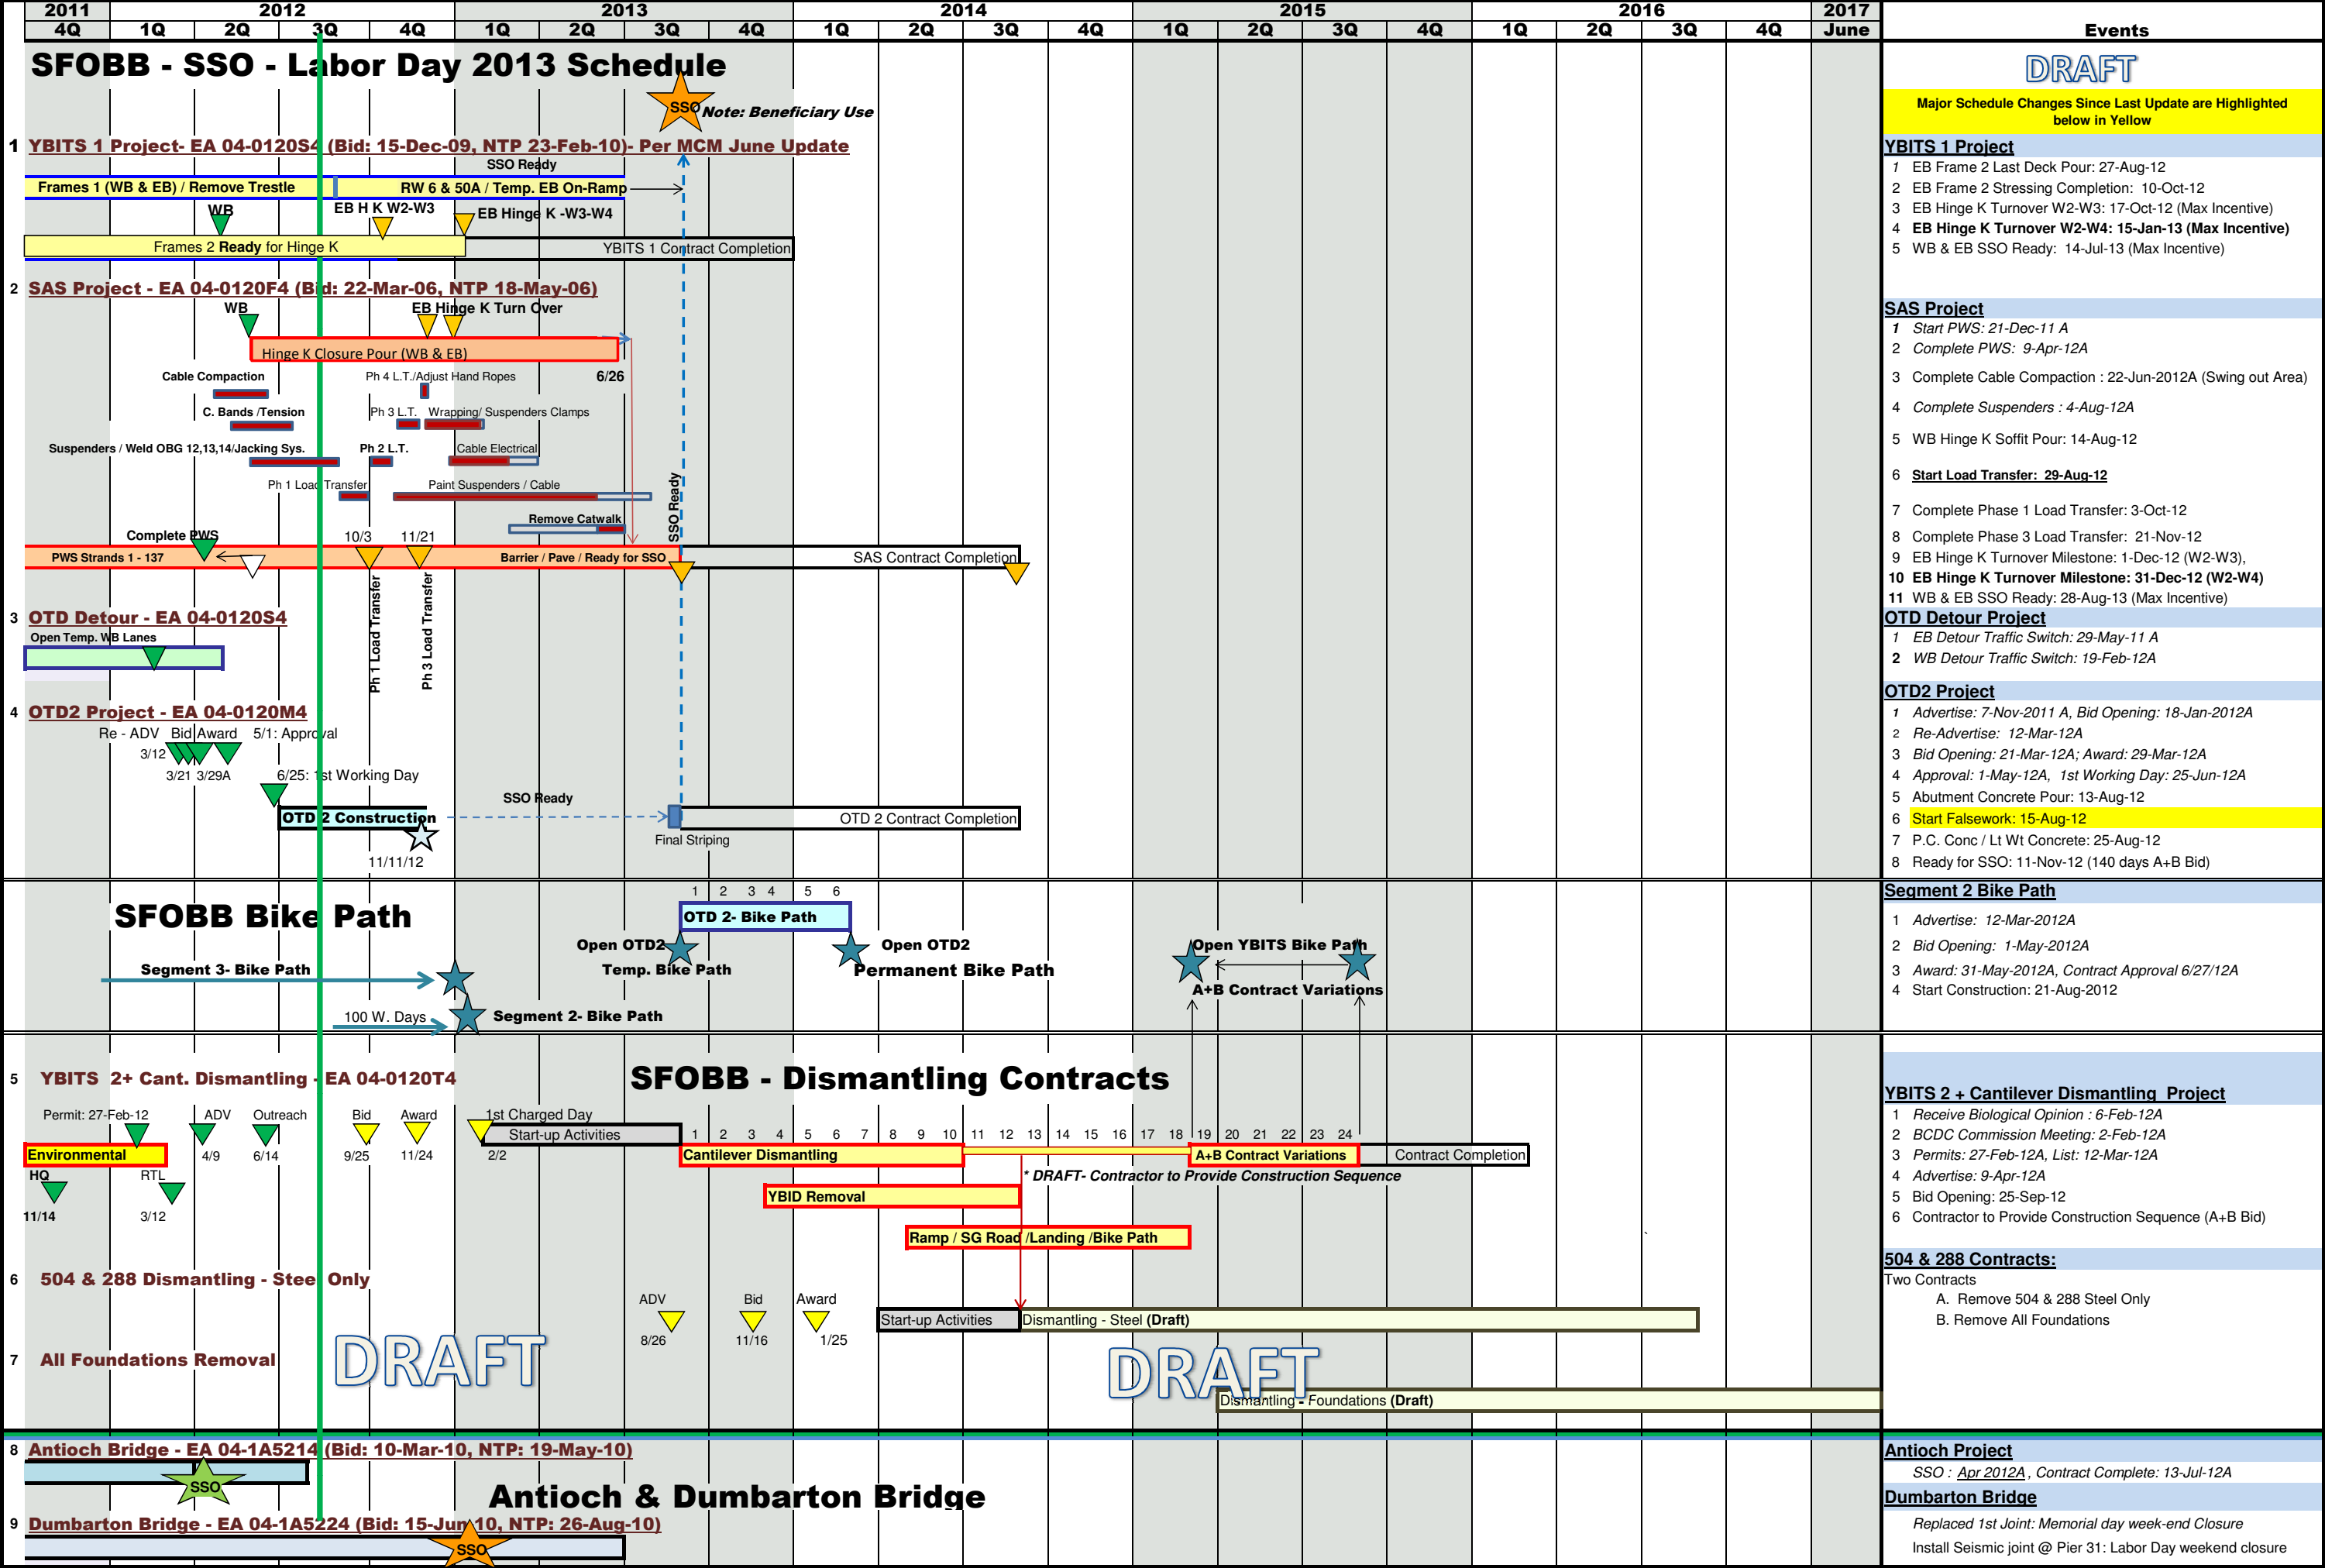 2011 2012 2013 2014 2015 2016 2017
4Q 1Q 2Q 3Q 4Q 1Q 2Q 3Q 1Q 2Q 3Q 4Q 1Q 2Q 3Q 4Q 1Q 2Q 3Q 4Q June Events
SFOBB - SSO - Labor Day 2013 Schedule
SSO
Note: Beneficiary Use
1 YBITS 1 Project- EA 04-0120S4 (Bid: 15-Dec-09, NTP 23-Feb-10)- Per MCM June Update
SSO Ready
Frames 1 (WB & EB) / Remove Trestle
RW 6 & 50A / Temp. EB On-Ramp
WB
EB H K W2-W3
EB Hinge K -W3-W4
Frames 2 Ready for Hinge K
YBITS 1 Contract Completion
2 SAS Project - EA 04-0120F4 (Bid: 22-Mar-06, NTP 18-May-06)
WB
EB Hinge K Turn Over
Hinge K Closure Pour (WB & EB)
Cable Compaction
Ph 4 L.T./Adjust Hand Ropes
6/26
C. Bands /Tension
Ph 3 L.T.
Wrapping/ Suspenders Clamps
Suspenders / Weld OBG 12,13,14/Jacking Sys.
Ph 2 L.T.
Cable Electrical
Ph 1 Load Transfer
Paint Suspenders / Cable
SSO Ready
Remove Catwalk
Complete PWS
10/3
11/21
PWS Strands 1 - 137
Barrier / Pave / Ready for SSO
SAS Contract Completion
Ph 1 Load Transfer
Ph 3 Load Transfer
3 OTD Detour - EA 04-0120S4
Open Temp. WB Lanes
4 OTD2 Project - EA 04-0120M4
Re - ADV Bid Award 5/1: Approval
3/12
3/21 3/29A
6/25: 1st Working Day
SSO Ready
OTD 2 Construction
OTD 2 Contract Completion
Final Striping
11/11/12
1 2 3 4 5 6
SFOBB Bike Path
OTD 2- Bike Path
Open OTD2
Temp. Bike Path
Open OTD2
Permanent Bike Path
Open YBITS Bike Path
A+B Contract Variations
Segment 3- Bike Path
100 W. Days
Segment 2- Bike Path
5 YBITS 2+ Cant. Dismantling - EA 04-0120T4
SFOBB - Dismantling Contracts
Permit: 27-Feb-12 ADV Outreach Bid Award 1st Charged Day
Start-up Activities
1 2 3 4 5 6 7 8 9 10 11 12 13 14 15 16 17 18 19 20 21 22 23 24
Environmental
4/9 6/14 9/25 11/24 2/2
Cantilever Dismantling
A+B Contract Variations
Contract Completion
HQ RTL
* DRAFT- Contractor to Provide Construction Sequence
YBID Removal
11/14 3/12
Ramp / SG Road /Landing /Bike Path
6 504 & 288 Dismantling - Steel Only
ADV Bid Award
Start-up Activities
Dismantling - Steel (Draft)
8/26 11/16 1/25
7 All Foundations Removal
DRAFT
DRAFT
Dismantling - Foundations (Draft)
8 Antioch Bridge - EA 04-1A5214 (Bid: 10-Mar-10, NTP: 19-May-10)
SSO
Antioch & Dumbarton Bridge
9 Dumbarton Bridge - EA 04-1A5224 (Bid: 15-Jun-10, NTP: 26-Aug-10)
SSO
DRAFT
Major Schedule Changes Since Last Update are Highlighted
below in Yellow
YBITS 1 Project
1 EB Frame 2 Last Deck Pour: 27-Aug-12
2 EB Frame 2 Stressing Completion: 10-Oct-12
3 EB Hinge K Turnover W2-W3: 17-Oct-12 (Max Incentive)
4 EB Hinge K Turnover W2-W4: 15-Jan-13 (Max Incentive)
5 WB & EB SSO Ready: 14-Jul-13 (Max Incentive)
SAS Project
1 Start PWS: 21-Dec-11 A
2 Complete PWS: 9-Apr-12A
3 Complete Cable Compaction : 22-Jun-2012A (Swing out Area)
4 Complete Suspenders : 4-Aug-12A
5 WB Hinge K Soffit Pour: 14-Aug-12
6 Start Load Transfer: 29-Aug-12
7 Complete Phase 1 Load Transfer: 3-Oct-12
8 Complete Phase 3 Load Transfer: 21-Nov-12
9 EB Hinge K Turnover Milestone: 1-Dec-12 (W2-W3),
10 EB Hinge K Turnover Milestone: 31-Dec-12 (W2-W4)
11 WB & EB SSO Ready: 28-Aug-13 (Max Incentive)
OTD Detour Project
1 EB Detour Traffic Switch: 29-May-11 A
2 WB Detour Traffic Switch: 19-Feb-12A
OTD2 Project
1 Advertise: 7-Nov-2011 A, Bid Opening: 18-Jan-2012A
2 Re-Advertise: 12-Mar-12A
3 Bid Opening: 21-Mar-12A; Award: 29-Mar-12A
4 Approval: 1-May-12A, 1st Working Day: 25-Jun-12A
5 Abutment Concrete Pour: 13-Aug-12
6 Start Falsework: 15-Aug-12
7 P.C. Conc / Lt Wt Concrete: 25-Aug-12
8 Ready for SSO: 11-Nov-12 (140 days A+B Bid)
Segment 2 Bike Path
1 Advertise: 12-Mar-2012A
2 Bid Opening: 1-May-2012A
3 Award: 31-May-2012A, Contract Approval 6/27/12A
4 Start Construction: 21-Aug-2012
YBITS 2 + Cantilever Dismantling Project
1 Receive Biological Opinion : 6-Feb-12A
2 BCDC Commission Meeting: 2-Feb-12A
3 Permits: 27-Feb-12A, List: 12-Mar-12A
4 Advertise: 9-Apr-12A
5 Bid Opening: 25-Sep-12
6 Contractor to Provide Construction Sequence (A+B Bid)
504 & 288 Contracts:
Two Contracts
A. Remove 504 & 288 Steel Only
B. Remove All Foundations
Antioch Project
SSO : Apr 2012A , Contract Complete: 13-Jul-12A
Dumbarton Bridge
Replaced 1st Joint: Memorial day week-end Closure
Install Seismic joint @ Pier 31: Labor Day weekend closure